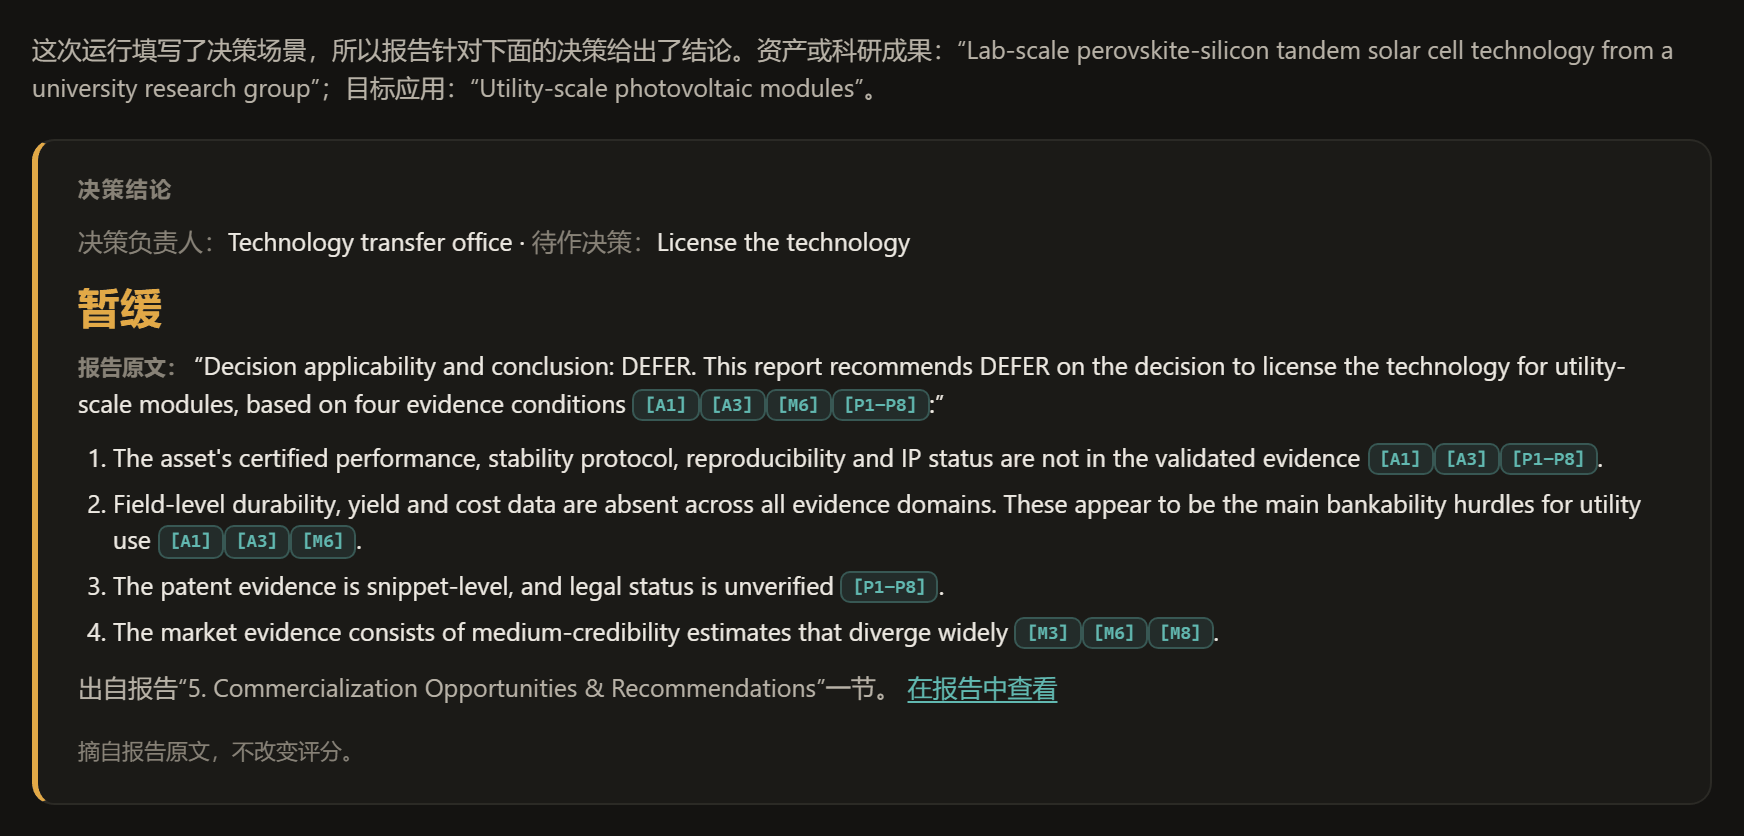 这次运行填写了决策场景，所以报告针对下面的决策给出了结论。资产或科研成果：“Lab-scale perovskite-silicon tandem solar cell technology from a
university research group”；目标应用：“Utility-scale photovoltaic modules”。
决策结论
决策负责人：Technology transfer office · 待作决策：License the technology
暂缓
报告原文：“Decision applicability and conclusion: DEFER. This report recommends DEFER on the decision to license the technology for utility-
scale modules, based on four evidence conditions [A1] [A3] [M6] [P1–P8]:”
1. The asset's certified performance, stability protocol, reproducibility and IP status are not in the validated evidence [A1] [A3] [P1–P8].
2. Field-level durability, yield and cost data are absent across all evidence domains. These appear to be the main bankability hurdles for utility
use [A1] [A3] [M6].
3. The patent evidence is snippet-level, and legal status is unverified [P1–P8].
4. The market evidence consists of medium-credibility estimates that diverge widely [M3] [M6] [M8].
出自报告“5. Commercialization Opportunities & Recommendations”一节。 在报告中查看
摘自报告原文，不改变评分。